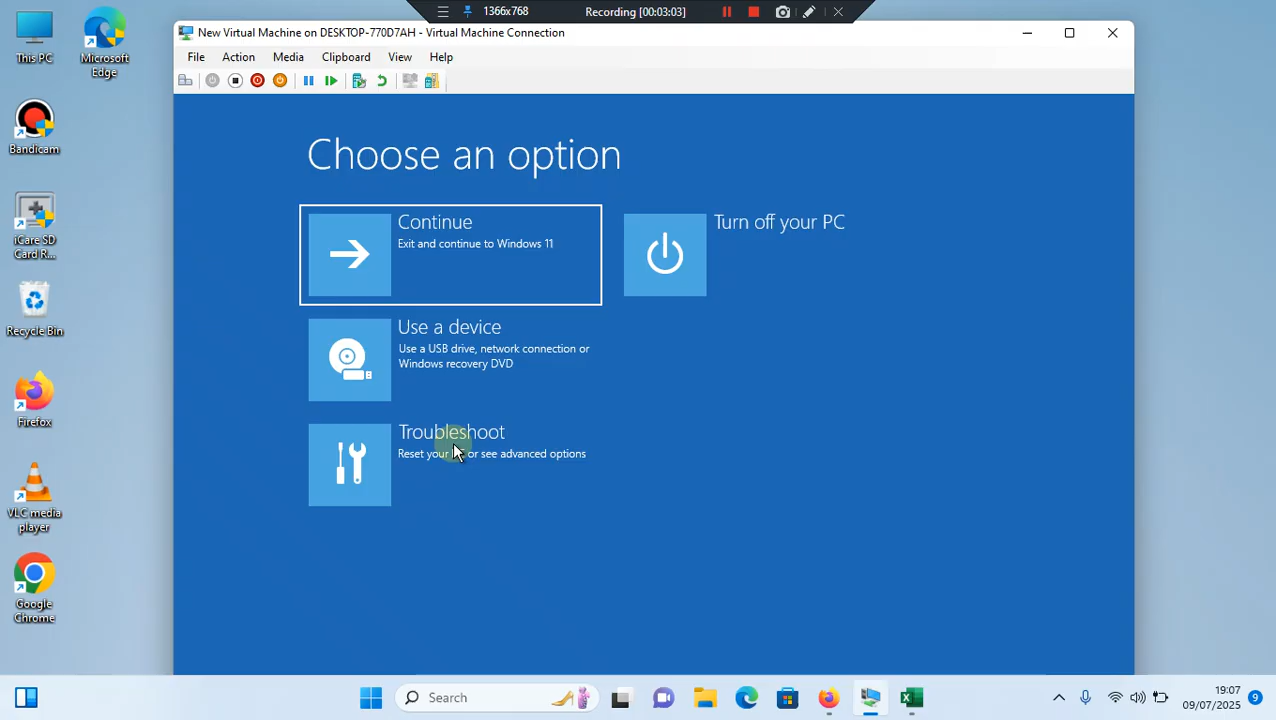 1366x768
Recording [00:03:03]
This PC
Microsoft
Edge
New Virtual Machine on DESKTOP-770D7AH - Virtual Machine Connection
File Action Media Clipboard View Help
Bandicam
iCare SD
Card R...
Recycle Bin
Firefox
VLC media
player
Google
Chrome
Choose an option
Continue
Exit and continue to Windows 11
Turn off your PC
Use a device
Use a USB drive, network connection or
Windows recovery DVD
Troubleshoot
Reset your PC or see advanced options
Search
19:07
09/07/2025
9